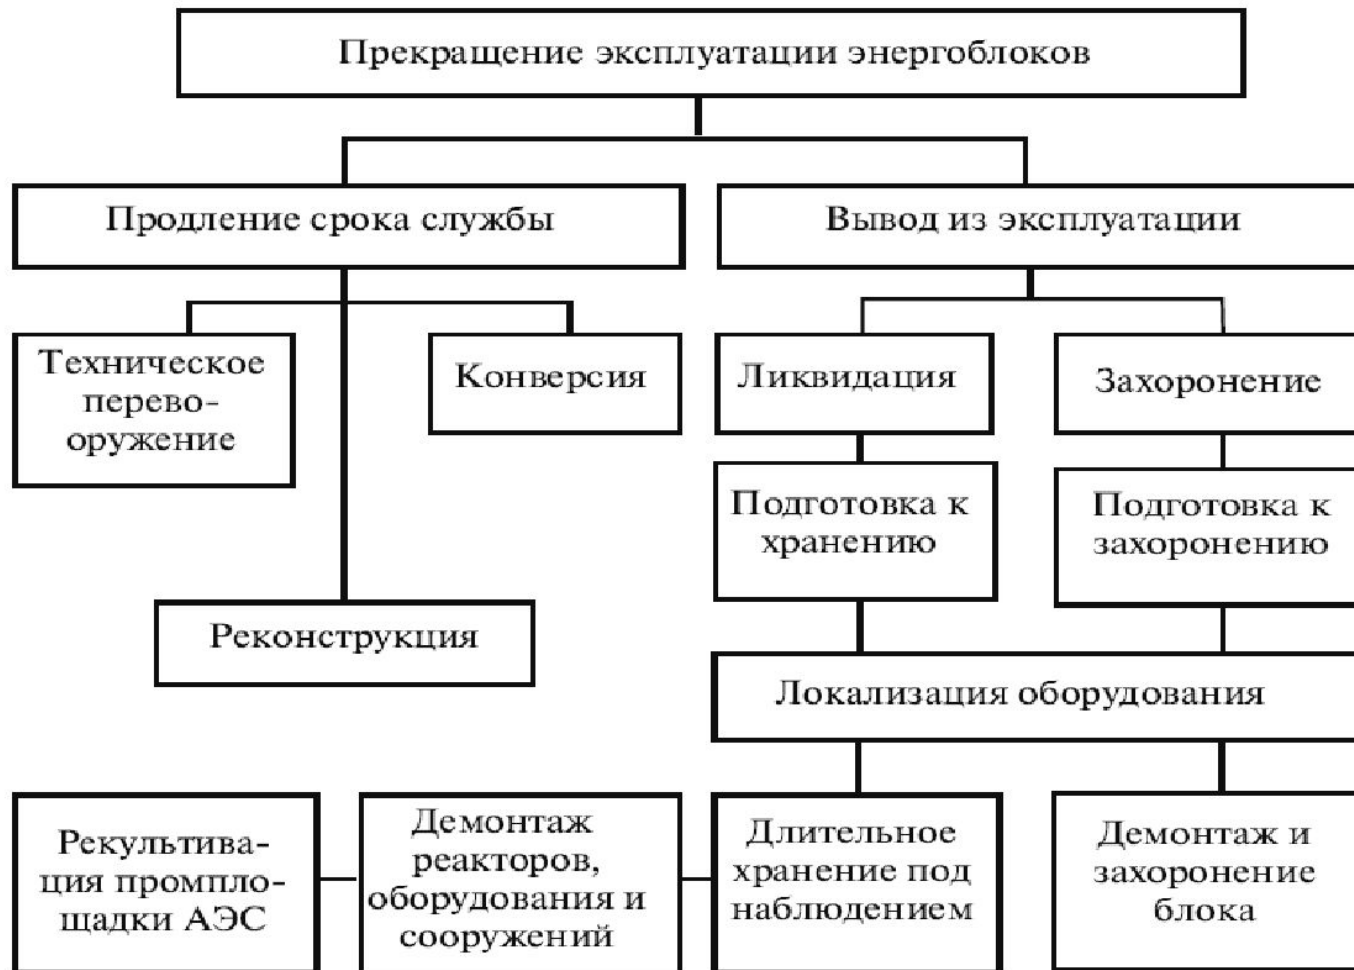 Прекращение эксплуатации энергоблоков
Продление срока службы
Вывод из эксплуатации
Техническое
перево-
оружение
Конверсия
Ликвидация
Захоронение
Подготовка к
хранению
Подготовка к
захоронению
Реконструкция
Локализация оборудования
Рекультива-
ция промпло-
щадки АЭС
Демонтаж
реакторов,
оборудования и
сооружений
Длительное
хранение под
наблюдением
Демонтаж и
захоронение
блока